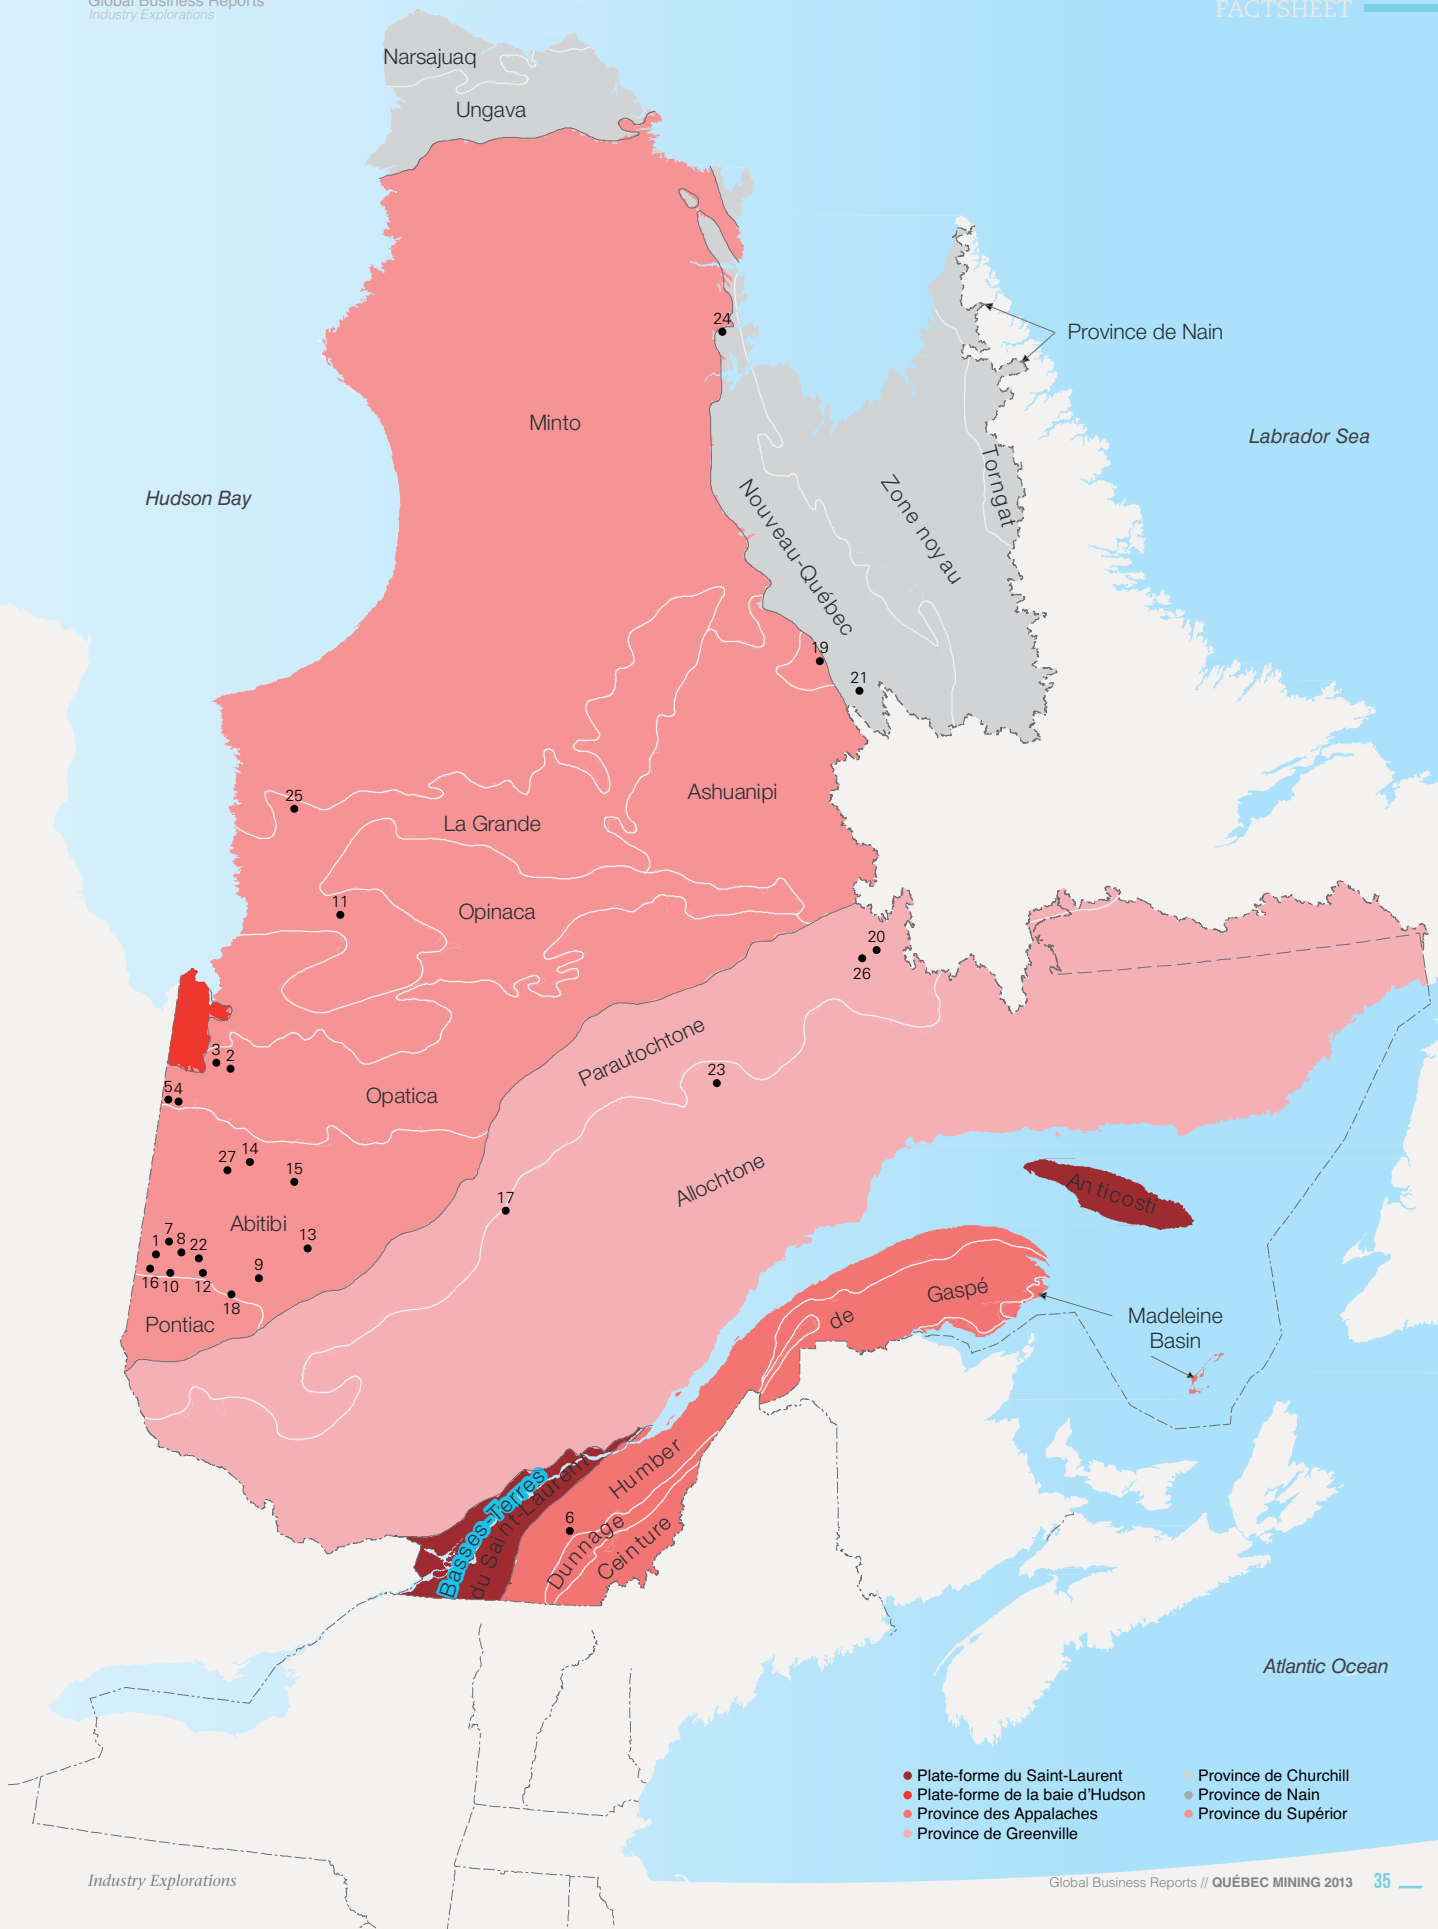 Global Business Reports
Industry Explorations
FACTSHEET
Narsajuaq
Ungava
24
Province de Nain
Minto
Labrador Sea
Hudson Bay
Torngat
Zone noyau
Nouveau-Québec
19
21
25
Ashuanipi
La Grande
11
Opinaca
20
26
3
2
Parautochtone
23
5
4
Opatica
14
27
15
Allochtone
Anticosti
17
Abitibi
7
1
8
22
13
9
16
10
12
18
Pontiac
Gaspé
de
Madeleine
Basin
Humber
Basses-Terres
du Saint-Laurent
6
Dunnage
Ceinture
Atlantic Ocean
Plate-forme du Saint-Laurent
Plate-forme de la baie d'Hudson
Province des Appalaches
Province de Greenville
Province de Churchill
Province de Nain
Province du Supérior
Industry Explorations
Global Business Reports // QUÉBEC MINING 2013 35